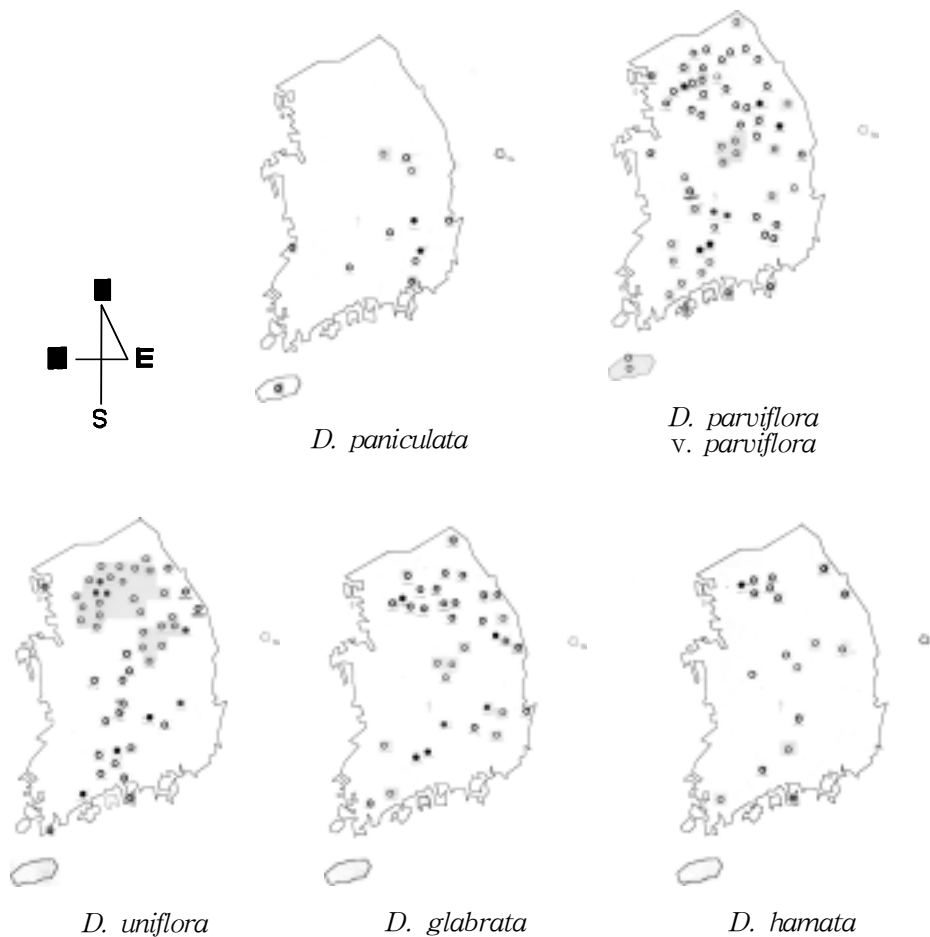 E
S
D. paniculata
D. parviflora
v. parviflora
D. uniflora
D. glabrata
D. hamata